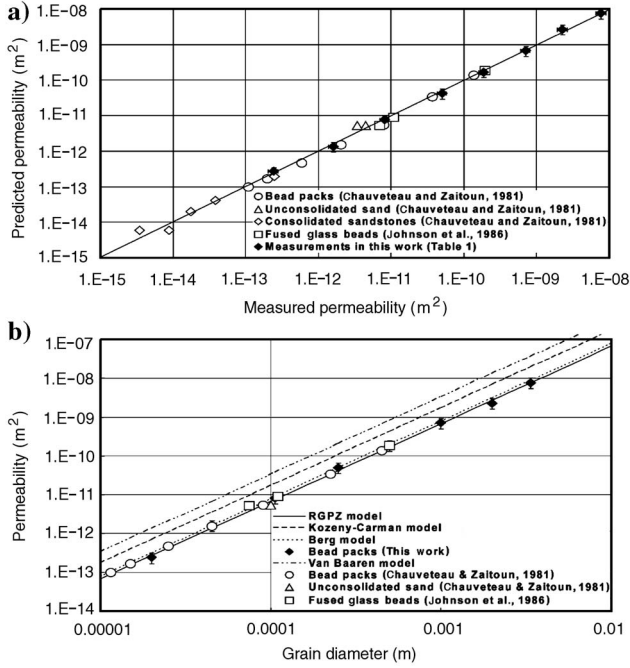 a)
Predicted permeability (m²)
1.E−08
1.E−09
1.E−10
1.E−11
1.E−12
1.E−13
1.E−14
1.E−15
Bead packs (Chauveteau and Zaitoun, 1981)
Unconsolidated sand (Chauveteau and Zaitoun, 1981)
Consolidated sandstones (Chauveteau and Zaitoun, 1981)
Fused glass beads (Johnson et al., 1986)
Measurements in this work (Table 1)
1.E−15 1.E−14 1.E−13 1.E−12 1.E−11 1.E−10 1.E−09 1.E−08
Measured permeability (m²)
b)
Permeability (m²)
1.E−07
1.E−08
1.E−09
1.E−10
1.E−11
1.E−12
1.E−13
1.E−14
RGPZ model
Kozeny-Carman model
Berg model
Bead packs (This work)
Van Baaren model
Bead packs (Chauveteau & Zaitoun, 1981)
Unconsolidated sand (Chauveteau & Zaitoun, 1981)
Fused glass beads (Johnson et al., 1986)
0.00001 0.0001 0.001 0.01
Grain diameter (m)